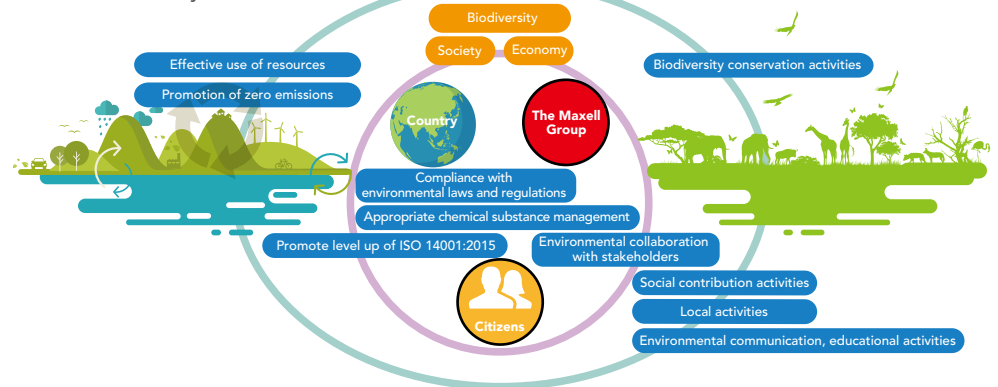 Biodiversity
Society
Economy
Effective use of resources
Promotion of zero emissions
Biodiversity conservation activities
Country
The Maxell
Group
Compliance with
environmental laws and regulations
Appropriate chemical substance management
Promote level up of ISO 14001:2015
Environmental collaboration
with stakeholders
Social contribution activities
Local activities
Environmental communication, educational activities
Citizens